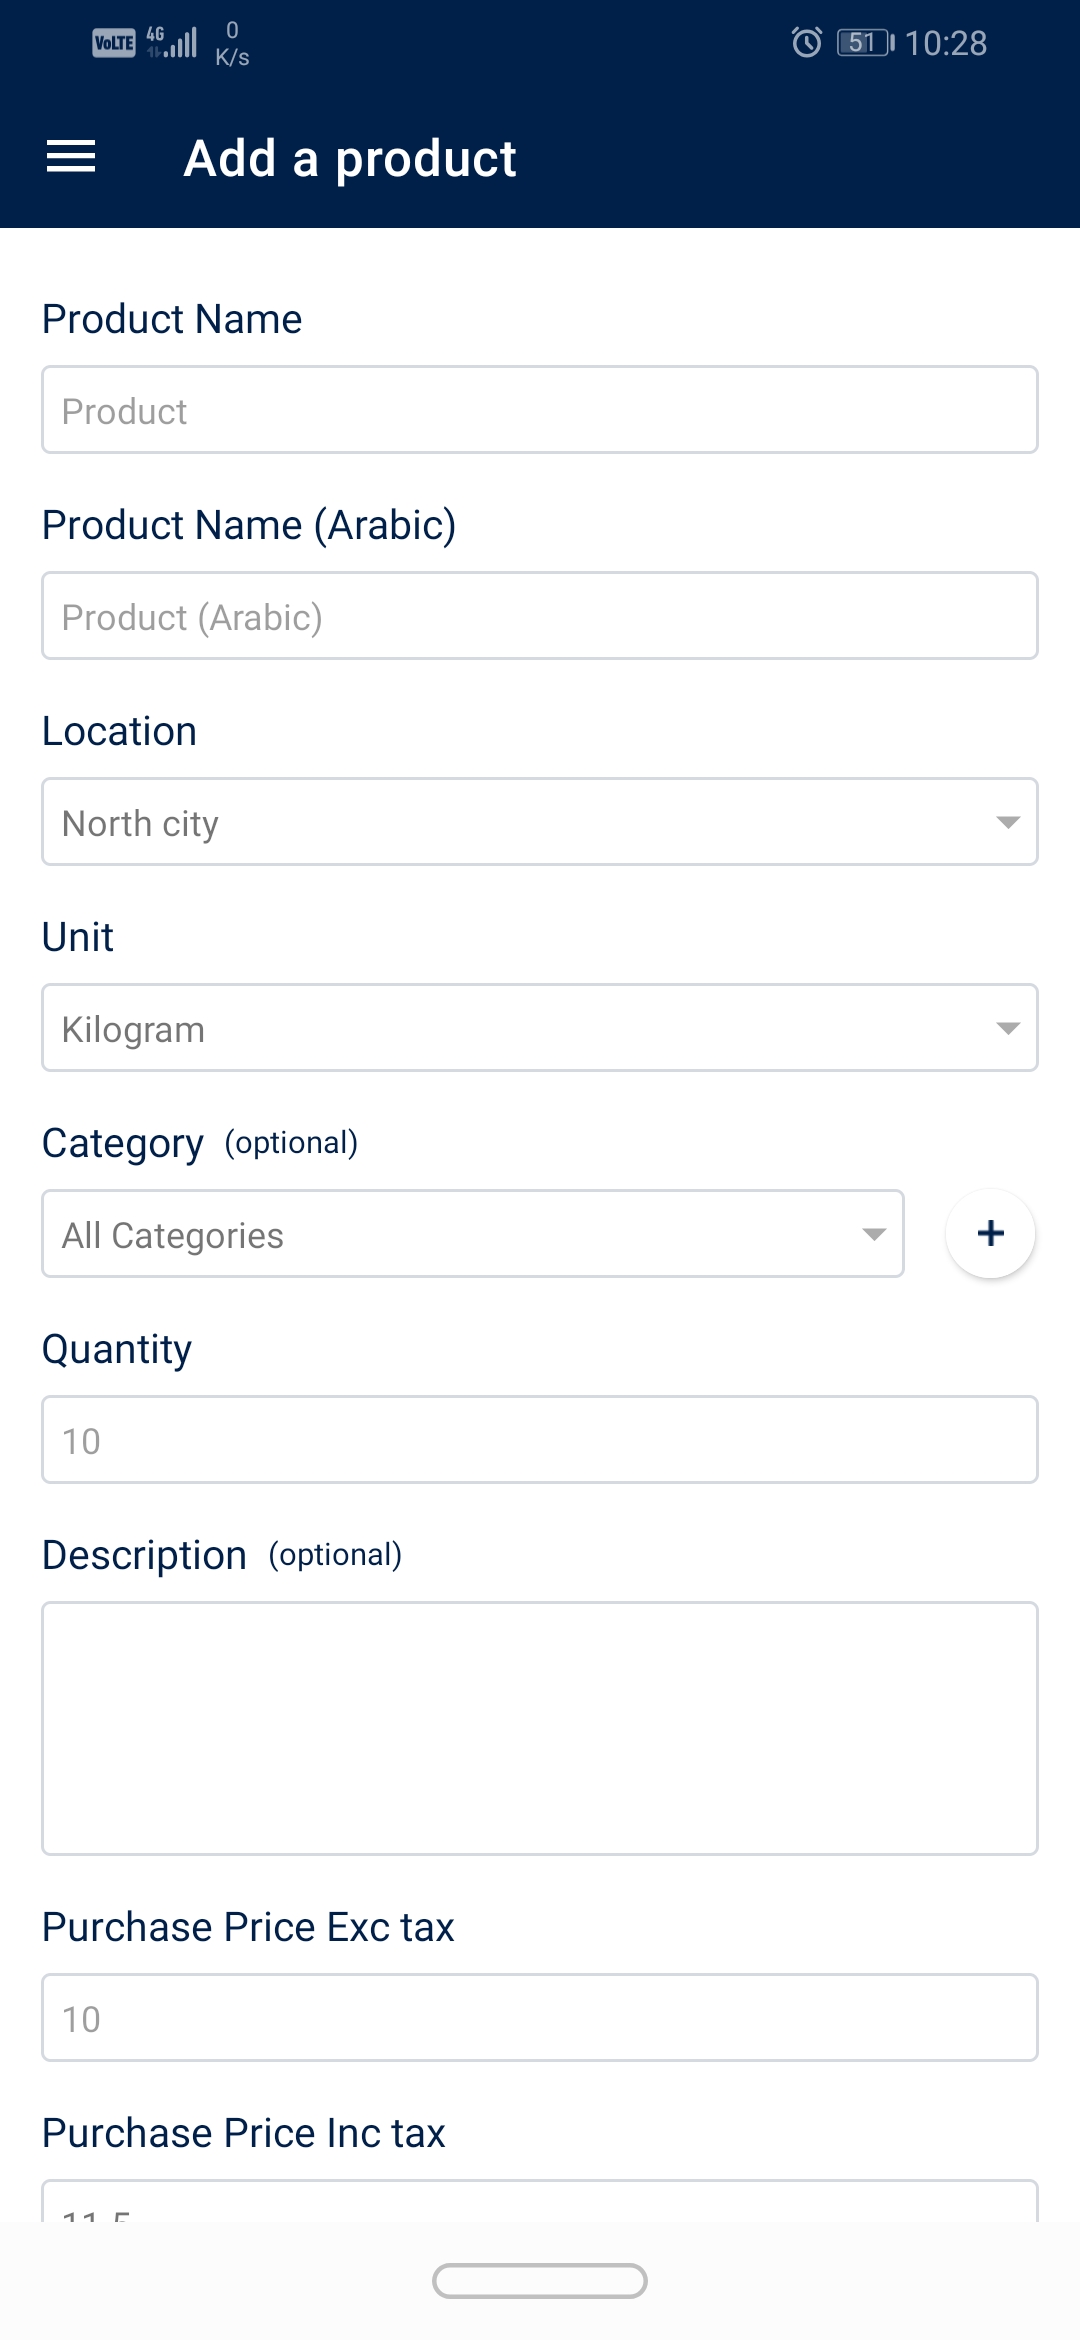 VoLTE 4G 0 K/s 51 10:28
Add a product
Product Name
Product
Product Name (Arabic)
Product (Arabic)
Location
North city
Unit
Kilogram
Category (optional)
All Categories
+
Quantity
10
Description (optional)
Purchase Price Exc tax
10
Purchase Price Inc tax
11.5